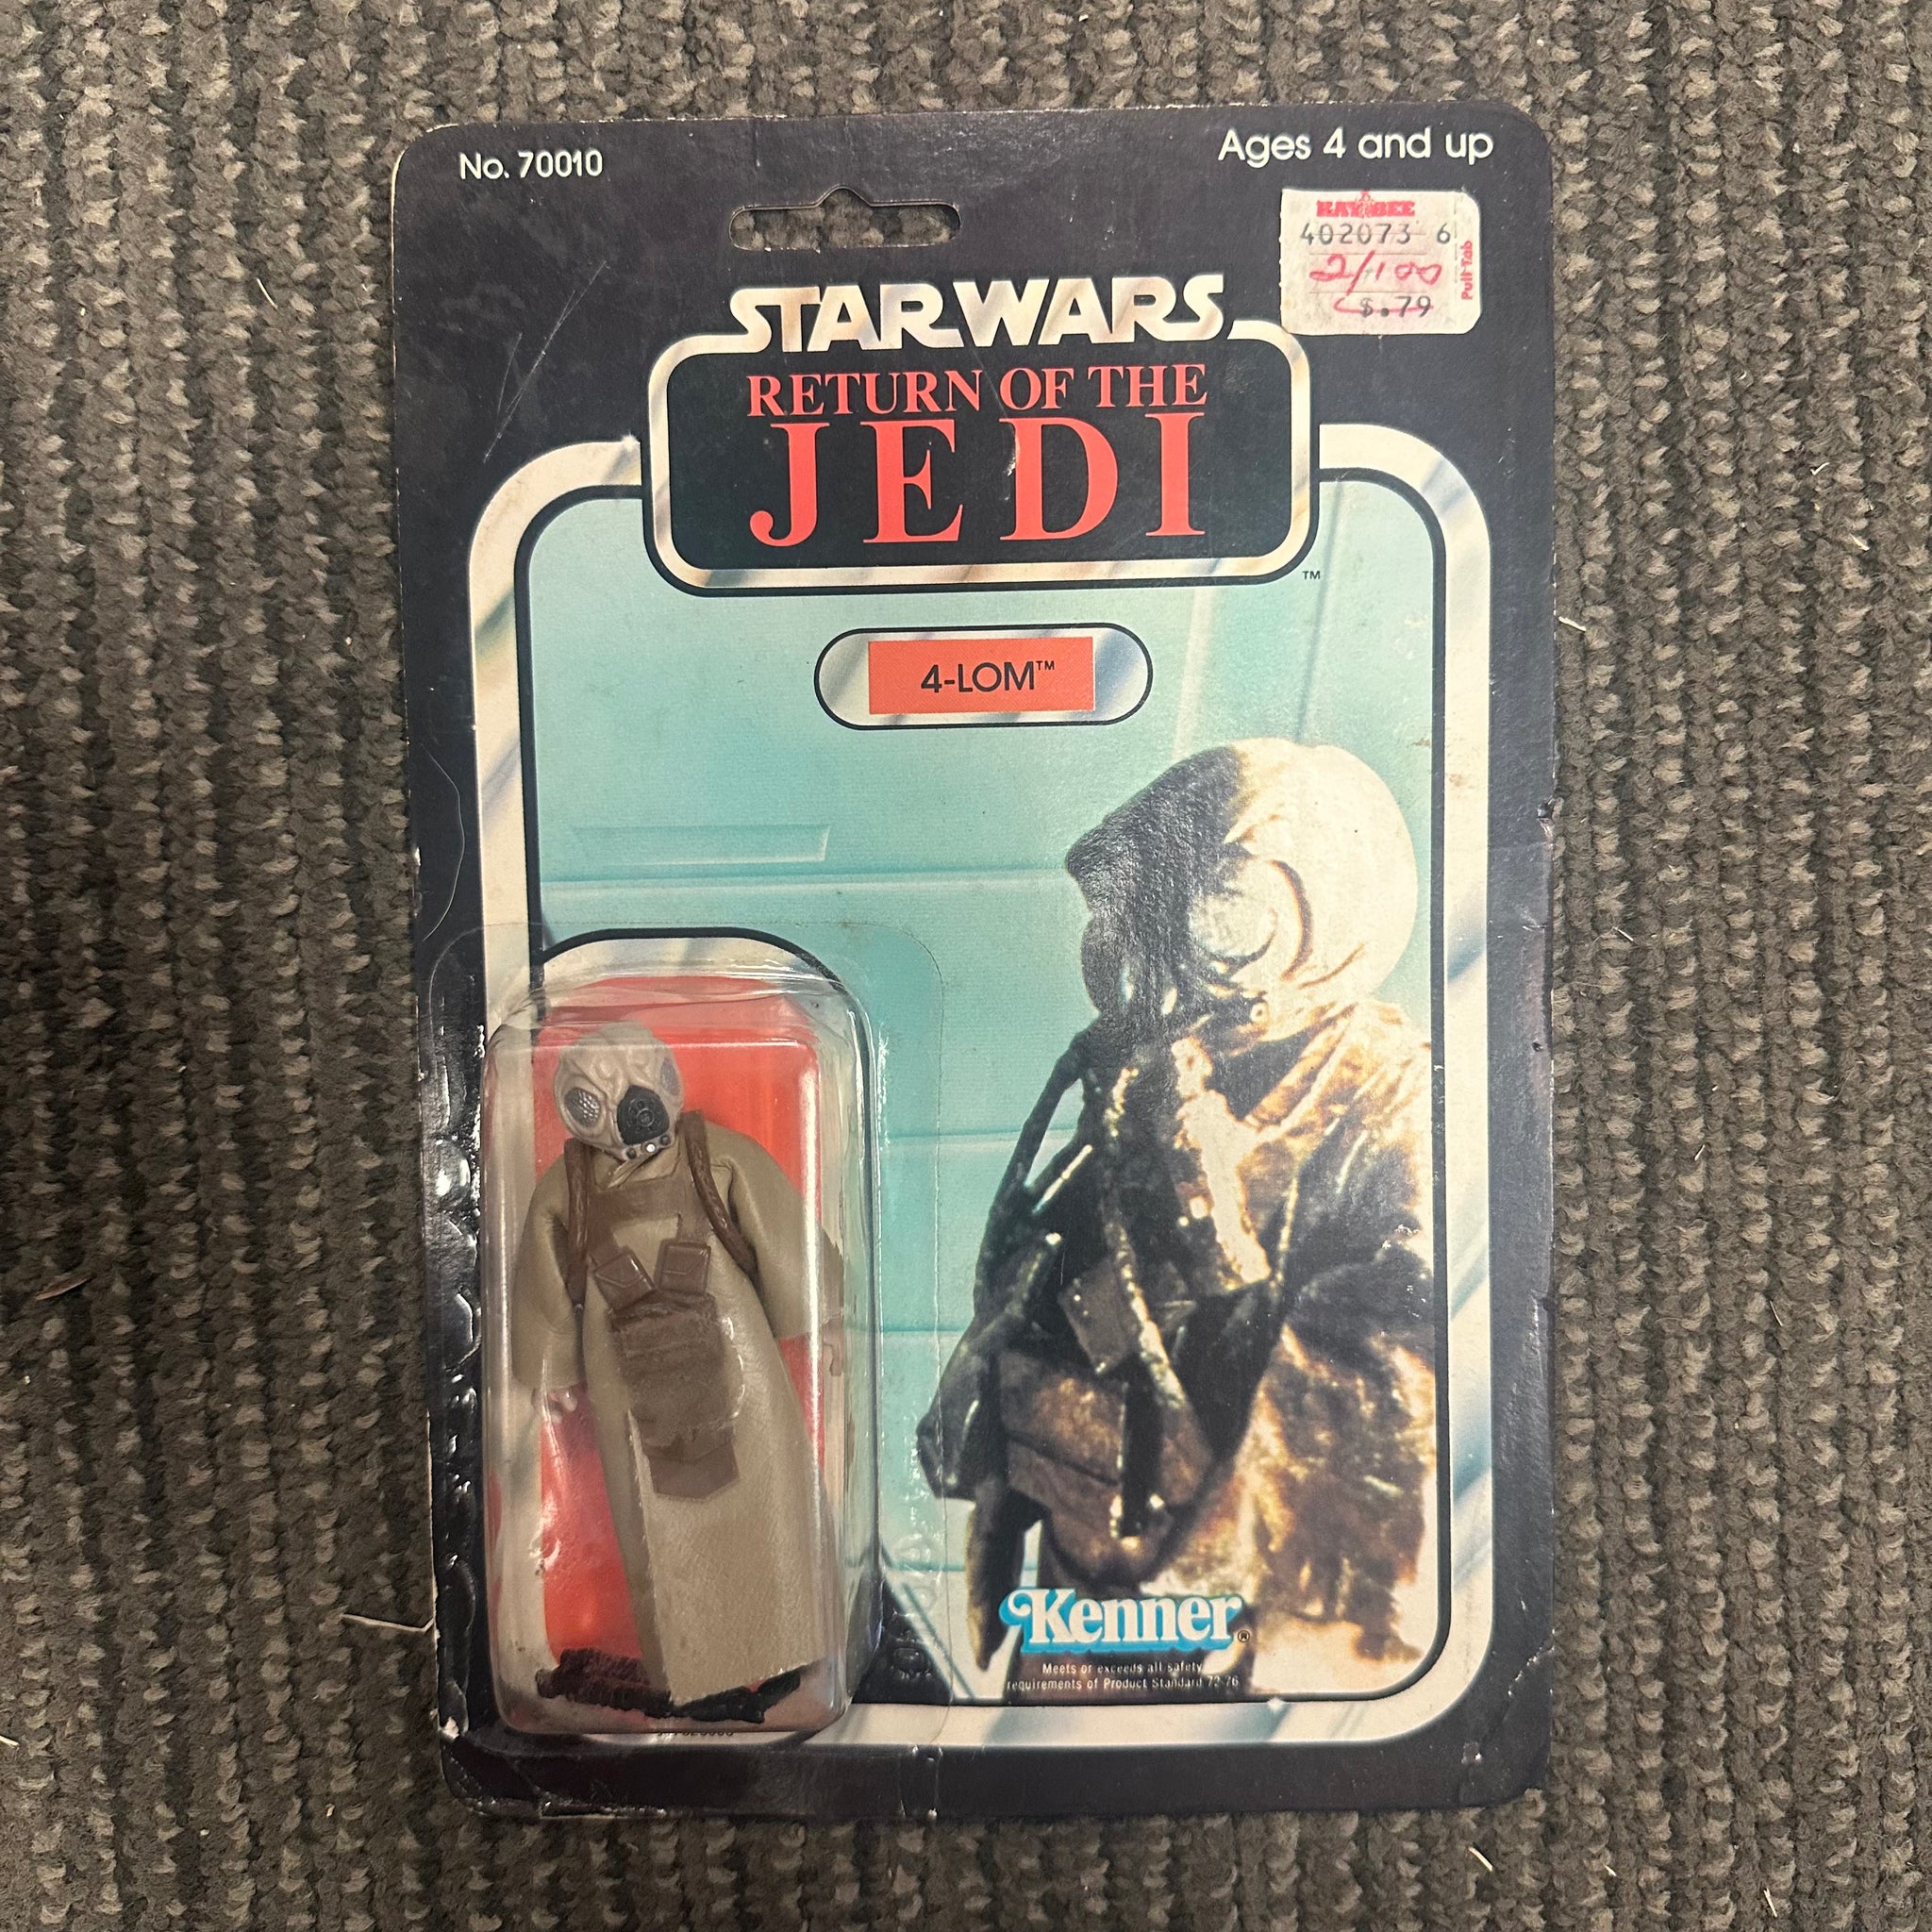 No. 70010
Ages 4 and up
KAY BEE
402073 6
2/100
$.79
Pull Tab
STAR WARS
RETURN OF THE
JEDI
TM
4-LOM™
Kenner®
Meets or exceeds all safety
requirements of Product Standard 72-76